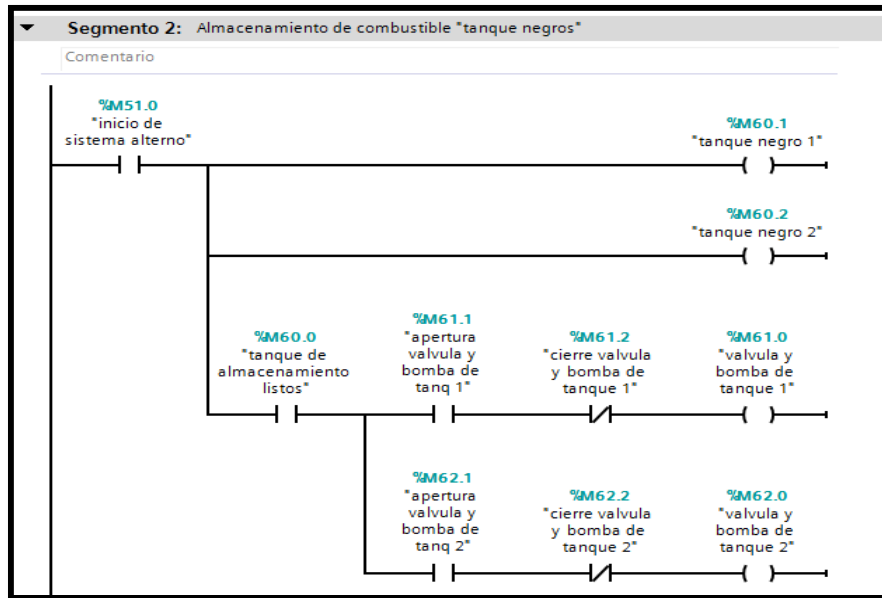 Segmento 2: Almacenamiento de combustible "tanque negros"
Comentario
%M51.0
"inicio de
sistema alterno"
%M60.1
"tanque negro 1"
%M60.2
"tanque negro 2"
%M60.0
"tanque de
almacenamiento
listos"
%M61.1
"apertura
valvula y
bomba de
tanq 1"
%M61.2
"cierre valvula
y bomba de
tanque 1"
%M61.0
"valvula y
bomba de
tanque 1"
%M62.1
"apertura
valvula y
bomba de
tanq 2"
%M62.2
"cierre valvula
y bomba de
tanque 2"
%M62.0
"valvula y
bomba de
tanque 2"